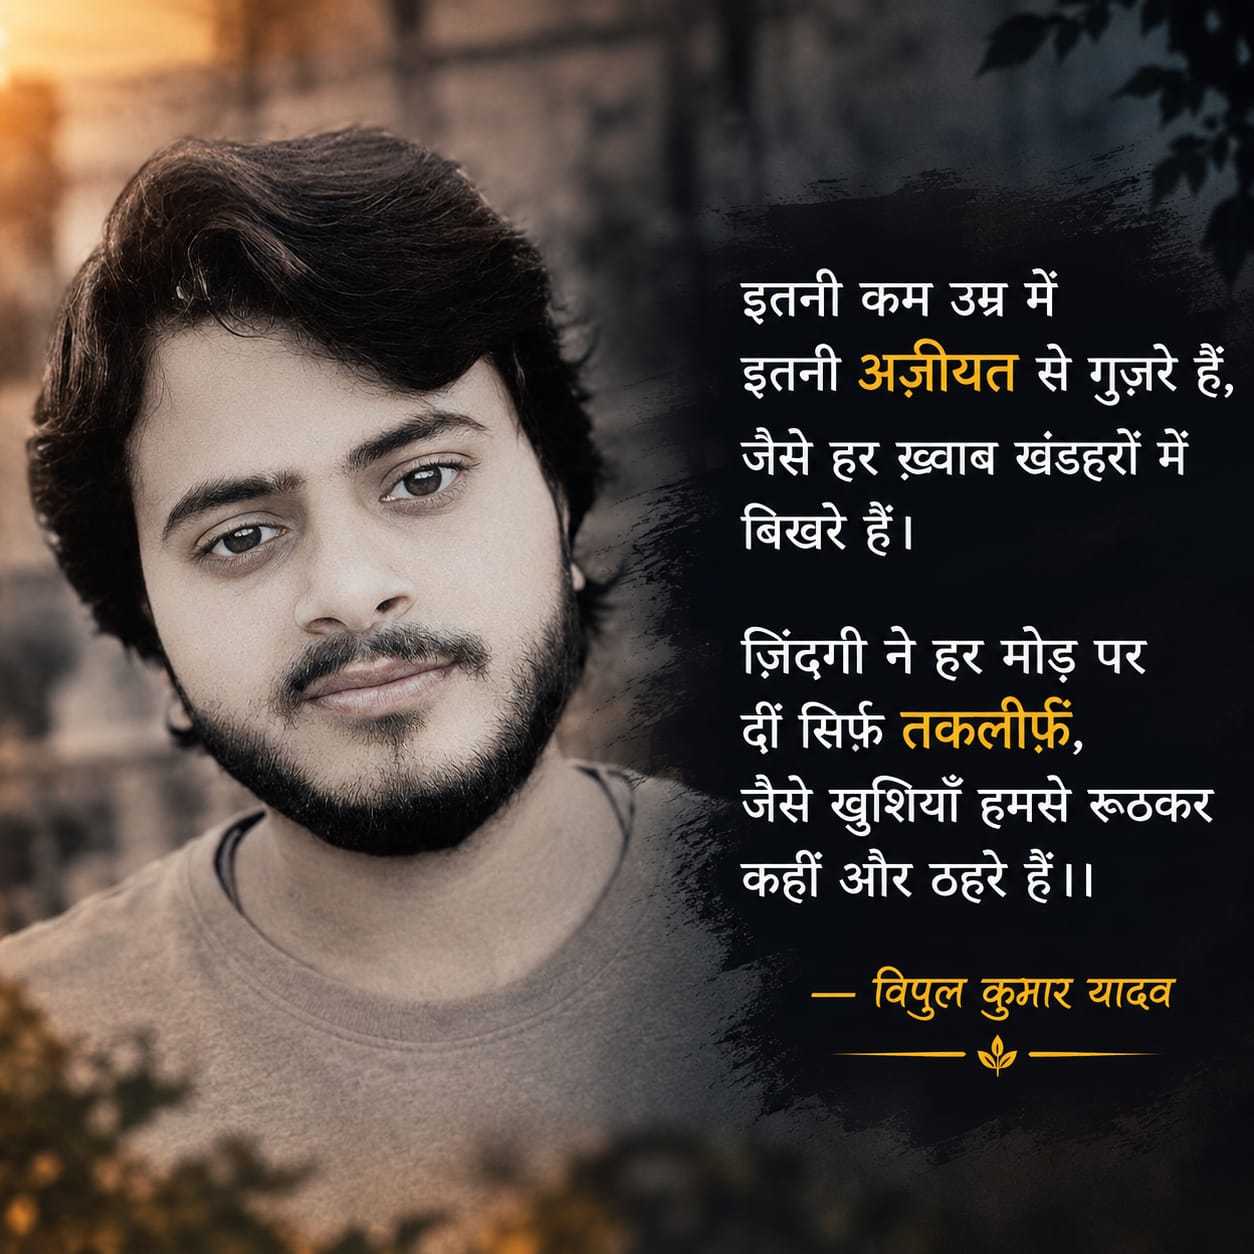 इतनी कम उम्र में
इतनी अज़ीयत से गुज़रे हैं,
जैसे हर ख़्वाब खंडहरों में
बिखरे हैं।
ज़िंदगी ने हर मोड़ पर
दीं सिर्फ़ तकलीफ़ें,
जैसे खुशियाँ हमसे रूठकर
कहीं और ठहरे हैं।।
— विपुल कुमार यादव